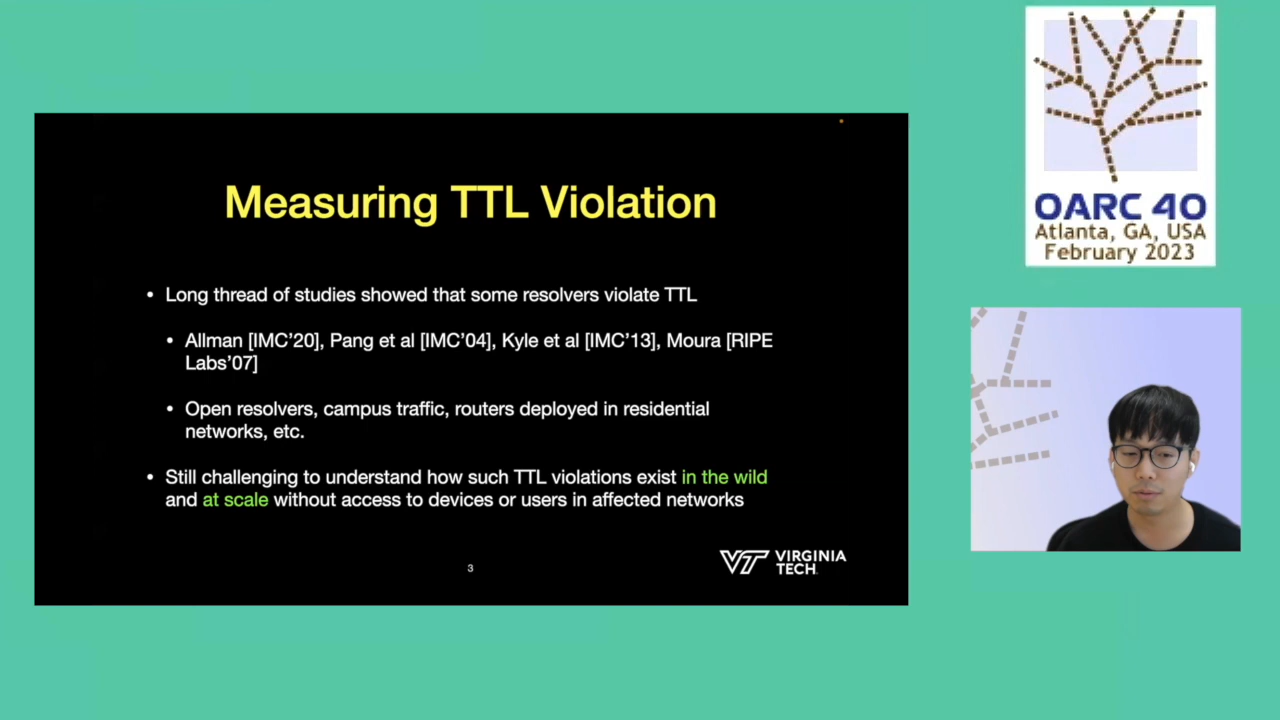 Measuring TTL Violation
• Long thread of studies showed that some resolvers violate TTL
• Allman [IMC'20], Pang et al [IMC'04], Kyle et al [IMC'13], Moura [RIPE
Labs'07]
• Open resolvers, campus traffic, routers deployed in residential
networks, etc.
• Still challenging to understand how such TTL violations exist in the wild
and at scale without access to devices or users in affected networks
3
VT VIRGINIA
TECH
OARC 40
Atlanta, GA, USA
February 2023